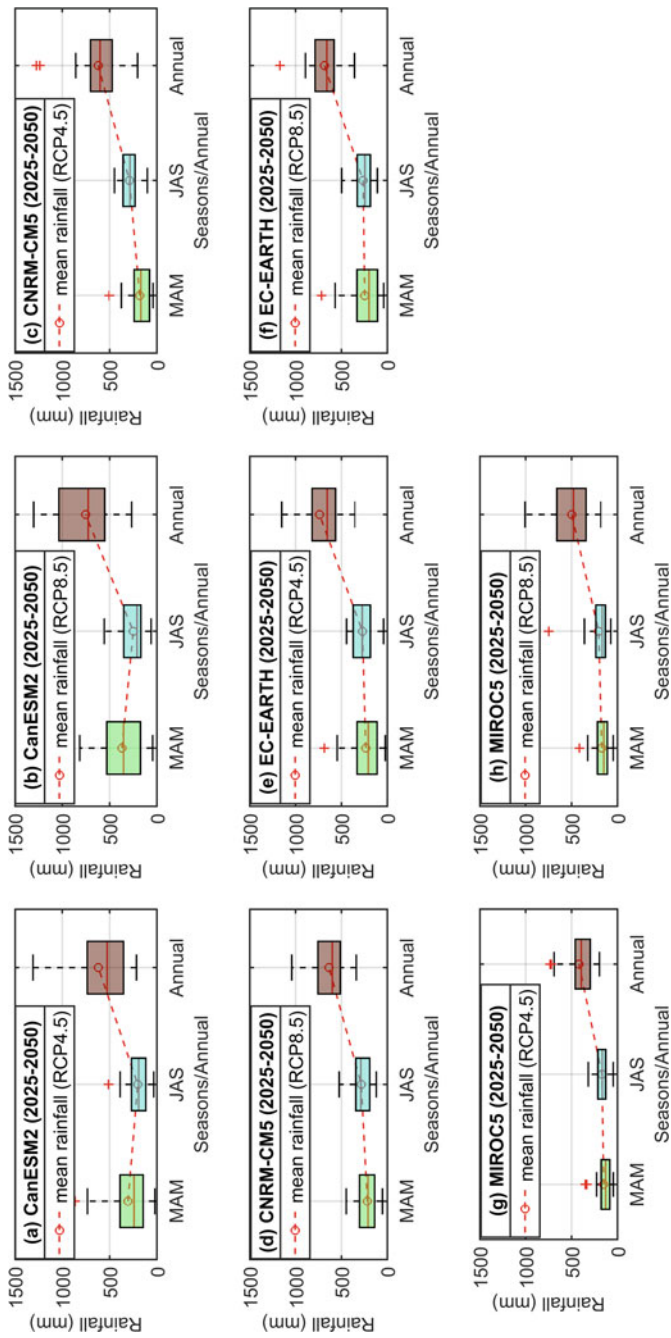 (a) CanESM2 (2025-2050)
mean rainfall (RCP4.5)
Rainfall (mm)
1500
1000
500
0
MAM JAS Annual
Seasons/Annual
(b) CanESM2 (2025-2050)
mean rainfall (RCP8.5)
Rainfall (mm)
1500
1000
500
0
MAM JAS Annual
Seasons/Annual
(c) CNRM-CM5 (2025-2050)
mean rainfall (RCP4.5)
Rainfall (mm)
1500
1000
500
0
MAM JAS Annual
Seasons/Annual
(d) CNRM-CM5 (2025-2050)
mean rainfall (RCP8.5)
Rainfall (mm)
1500
1000
500
0
MAM JAS Annual
Seasons/Annual
(e) EC-EARTH (2025-2050)
mean rainfall (RCP4.5)
Rainfall (mm)
1500
1000
500
0
MAM JAS Annual
Seasons/Annual
(f) EC-EARTH (2025-2050)
mean rainfall (RCP8.5)
Rainfall (mm)
1500
1000
500
0
MAM JAS Annual
Seasons/Annual
(g) MIROC5 (2025-2050)
mean rainfall (RCP4.5)
Rainfall (mm)
1500
1000
500
0
MAM JAS Annual
Seasons/Annual
(h) MIROC5 (2025-2050)
mean rainfall (RCP8.5)
Rainfall (mm)
1500
1000
500
0
MAM JAS Annual
Seasons/Annual